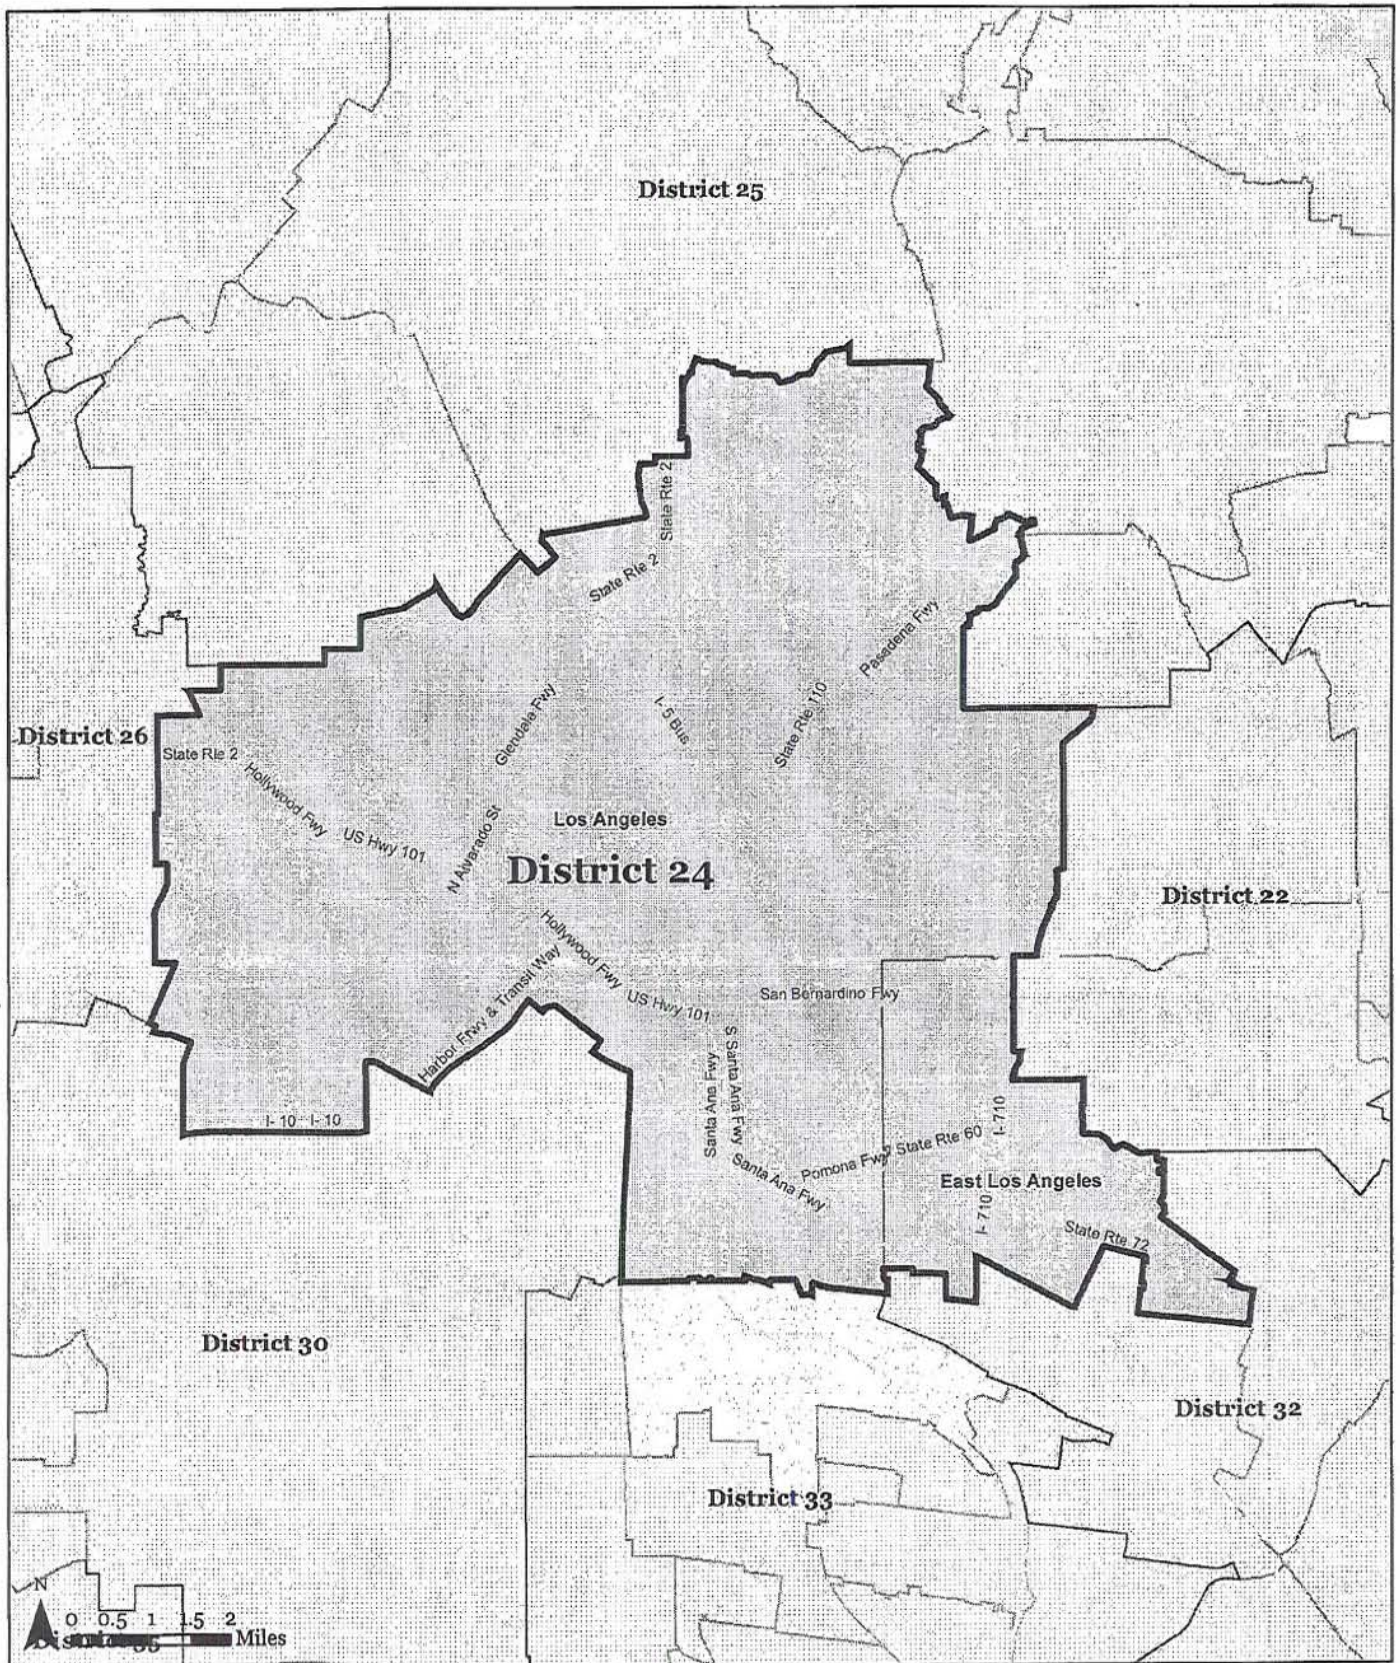 District 25
State Rte 2
State Rte 2
Pasadena Fwy
Glendale Fwy
I- 5 Bus
State Rte 110
District 26
State Rte 2
Hollywood Fwy
US Hwy 101
N Alvarado St
Los Angeles
District 24
District 22
Hollywood Fwy
Harbor Frwy & Transit Way
US Hwy 101
San Bernardino Fwy
Santa Ana Fwy
S Santa Ana Fwy
I- 10 I- 10
I- 710
Pomona Fwy
State Rte 60
Santa Ana Fwy
East Los Angeles
I- 710
State Rte 72
District 30
District 32
District 33
N
0 0.5 1 1.5 2
Miles